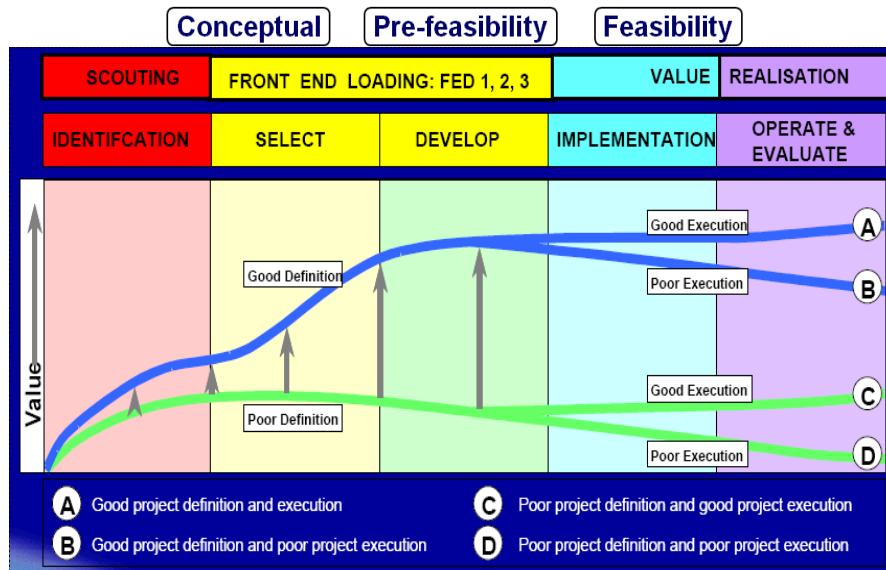 Conceptual Pre-feasibility Feasibility
SCOUTING FRONT END LOADING: FED 1, 2, 3 VALUE REALISATION
IDENTIFCATION SELECT DEVELOP IMPLEMENTATION OPERATE & EVALUATE
Value
Good Definition
Poor Definition
Good Execution
A
Poor Execution
B
Good Execution
C
Poor Execution
D
A Good project definition and execution
B Good project definition and poor project execution
C Poor project definition and good project execution
D Poor project definition and poor project execution